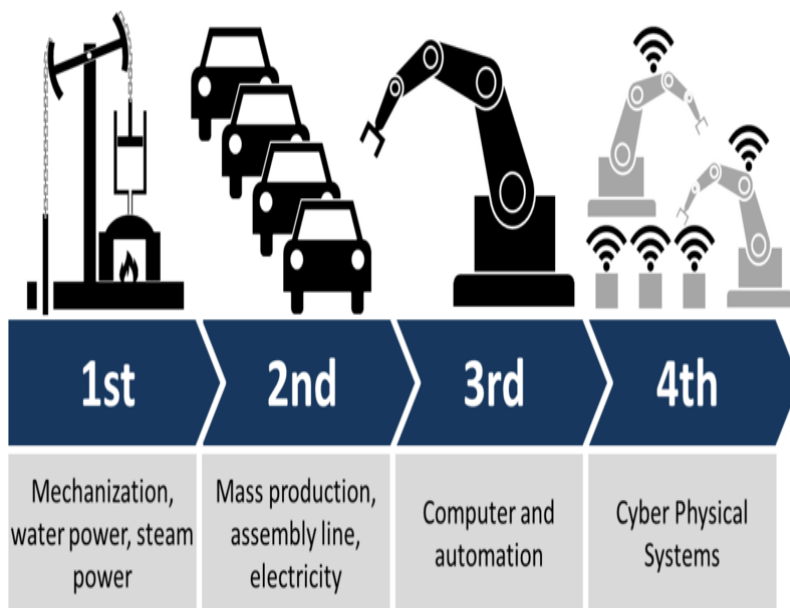 1st
2nd
3rd
4th
Mechanization,
water power, steam
power
Mass production,
assembly line,
electricity
Computer and
automation
Cyber Physical
Systems